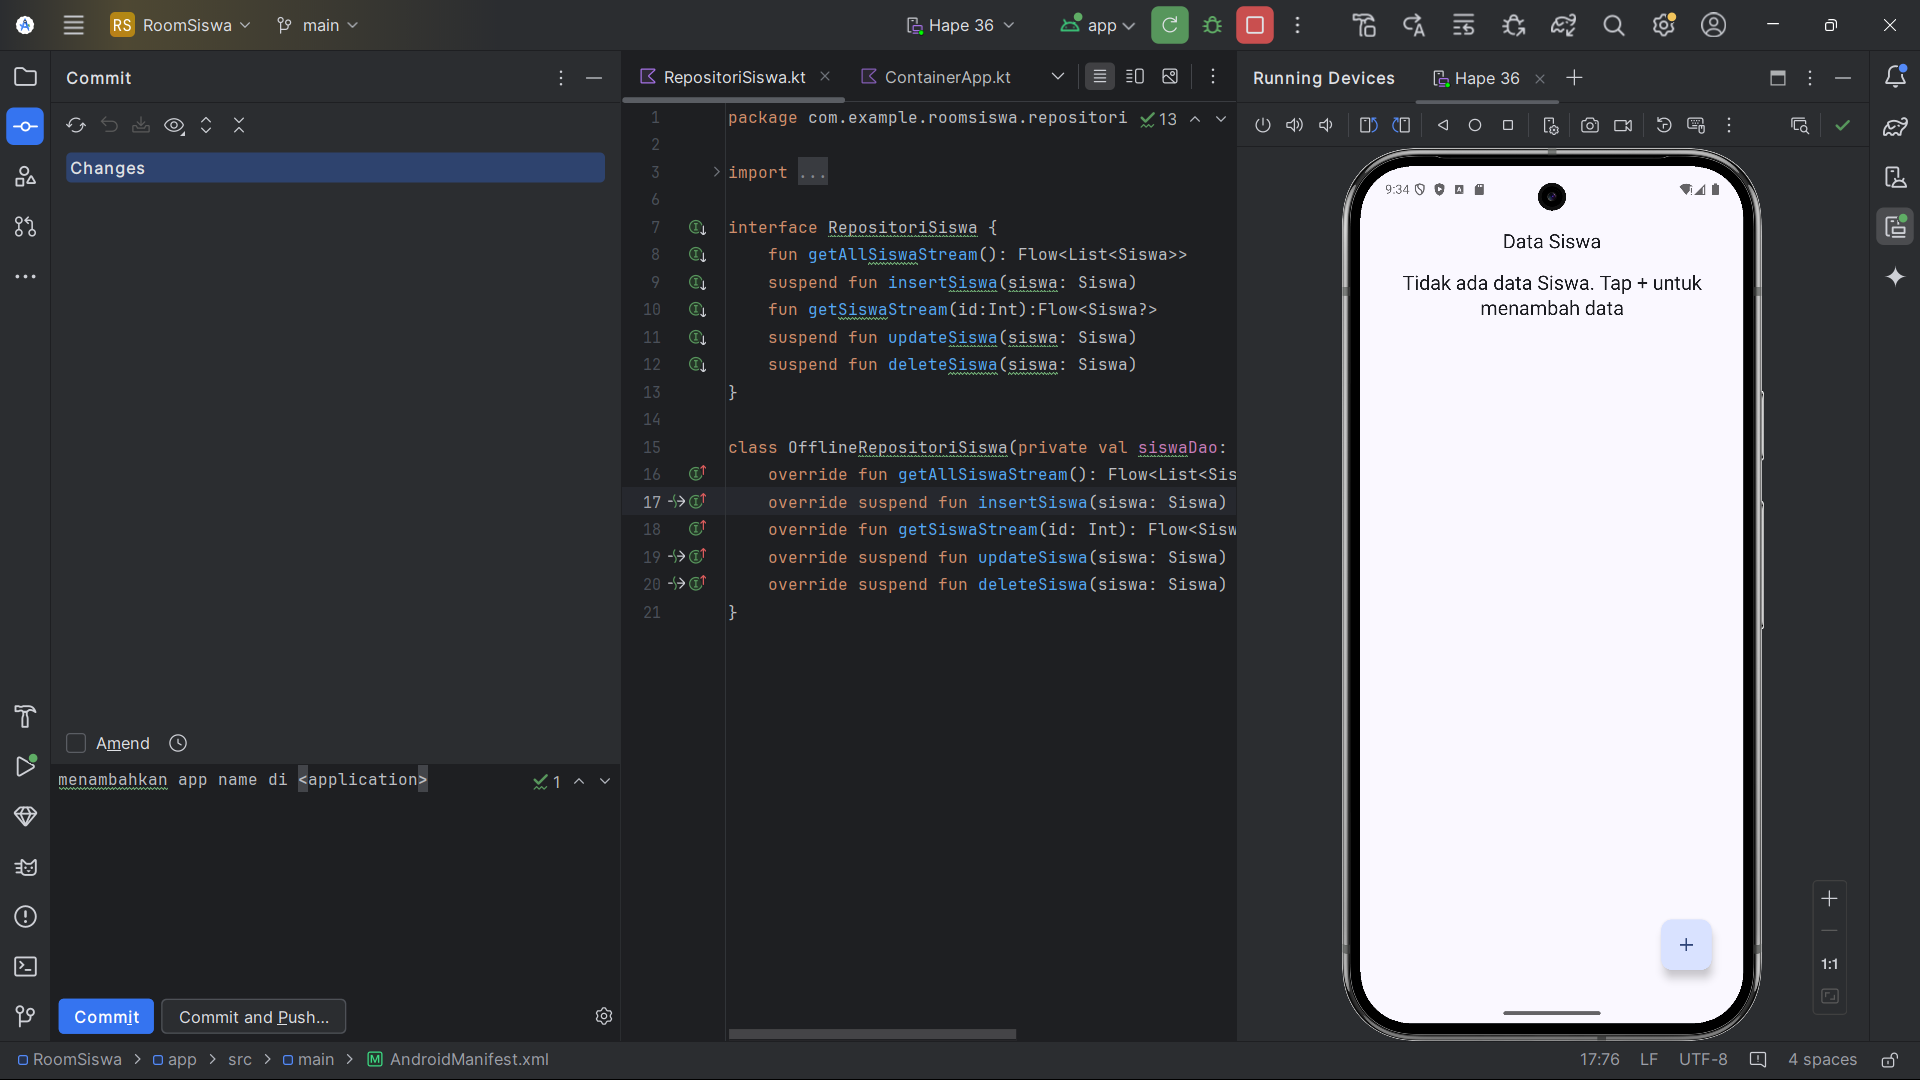 RS RoomSiswa main Hape 36 app
Commit
Changes
Amend
menambahkan app name di <application> 1
Commit Commit and Push...
RepositoriSiswa.kt ContainerApp.kt
13
1 package com.example.roomsiswa.repositori
2
3 import ...
6
7 interface RepositoriSiswa {
8 fun getAllSiswaStream(): Flow<List<Siswa>>
9 suspend fun insertSiswa(siswa: Siswa)
10 fun getSiswaStream(id:Int):Flow<Siswa?>
11 suspend fun updateSiswa(siswa: Siswa)
12 suspend fun deleteSiswa(siswa: Siswa)
13 }
14
15 class OfflineRepositoriSiswa(private val siswaDao:
16 override fun getAllSiswaStream(): Flow<List<Sis
17 override suspend fun insertSiswa(siswa: Siswa)
18 override fun getSiswaStream(id: Int): Flow<Sisw
19 override suspend fun updateSiswa(siswa: Siswa)
20 override suspend fun deleteSiswa(siswa: Siswa)
21 }
Running Devices Hape 36
9:34
Data Siswa
Tidak ada data Siswa. Tap + untuk
menambah data
+
1:1
RoomSiswa app src main AndroidManifest.xml
17:76 LF UTF-8 4 spaces